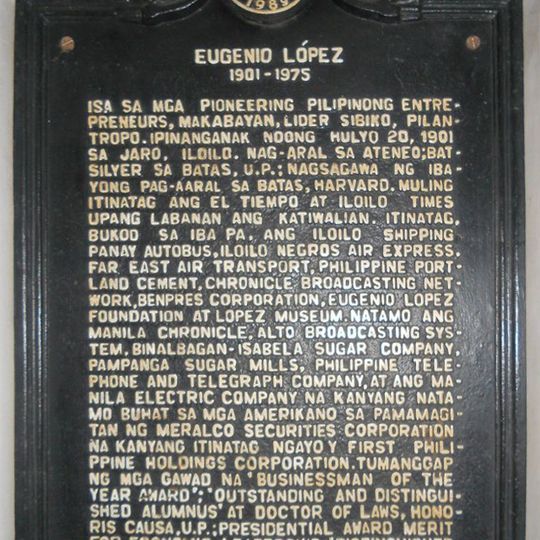 1989
EUGENIO LÓPEZ
1901-1975
ISA SA MGA PIONEERING PILIPINONG ENTRE-
PRENEURS, MAKABAYAN, LIDER SIBIKO, PILAN-
TROPO. IPINANGANAK NOONG HULYO 20, 1901
SA JARO, ILOILO. NAG-ARAL SA ATENEO; BAT-
SILYER SA BATAS, U.P.; NAGSAGAWA NG IBA
YONG PAG-AARAL SA BATAS, HARVARD. MULING
ITINATAG ANG EL TIEMPO AT ILOILO TIMES
UPANG LABANAN ANG KATIWALIAN. ITINATAG,
BUKOD SA IBA PA, ANG ILOILO SHIPPING
PANAY AUTOBUS, ILOILO NEGROS AIR EXPRESS,
FAR EAST AIR TRANSPORT, PHILIPPINE PORT-
LAND CEMENT, CHRONICLE BROADCASTING NET-
WORK, BENPRES CORPORATION, EUGENIO LOPEZ
FOUNDATION AT LOPEZ MUSEUM. NATAMO ANG
MANILA CHRONICLE, ALTO BROADCASTING SYS-
TEM, BINALBAGAN-ISABELA SUGAR COMPANY,
PAMPANGA SUGAR MILLS, PHILIPPINE TELE-
PHONE AND TELEGRAPH COMPANY, AT ANG MA-
NILA ELECTRIC COMPANY NA KANYANG NATA-
MO BUHAT SA MGA AMERIKANO SA PAMAMAGI-
TAN NG MERALCO SECURITIES CORPORATION
NA KANYANG ITINATAG NGAYO'Y FIRST PHILI-
PPINE HOLDINGS CORPORATION. TUMANGGAP
NG MGA GAWAD NA 'BUSINESSMAN OF THE
YEAR AWARD'; 'OUTSTANDING AND DISTINGUI-
SHED ALUMNUS' AT DOCTOR OF LAWS, HONO-
RIS CAUSA, U.P.; PRESIDENTIAL AWARD MERIT